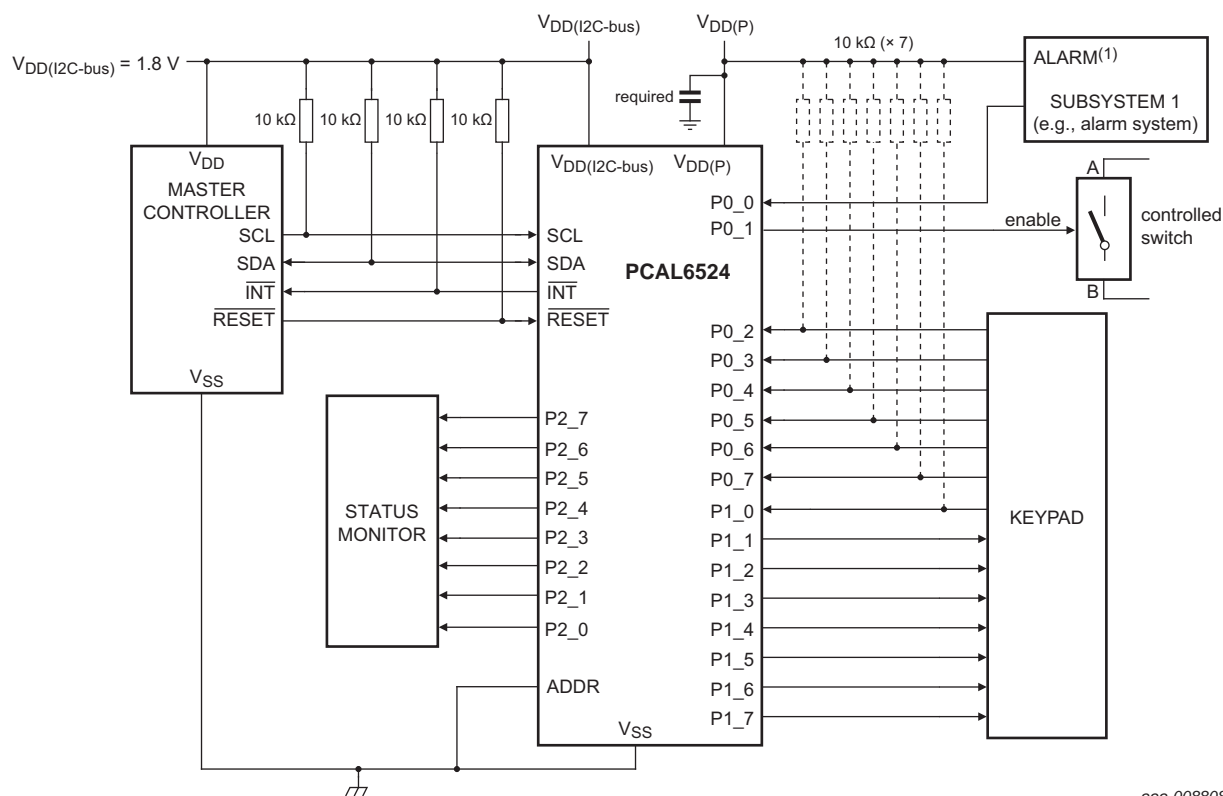 VDD(I2C-bus)
VDD(P)
10 kΩ (× 7)
VDD(I2C-bus) = 1.8 V
required
ALARM(1)
SUBSYSTEM 1
(e.g., alarm system)
10 kΩ
10 kΩ
10 kΩ
10 kΩ
VDD
MASTER
CONTROLLER
SCL
SDA
INT
RESET
VSS
VDD(I2C-bus)
VDD(P)
PCAL6524
SCL
SDA
INT
RESET
P0_0
P0_1
enable
A
B
controlled
switch
P0_2
P0_3
P0_4
P0_5
P0_6
P0_7
P1_0
P1_1
P1_2
P1_3
P1_4
P1_5
P1_6
P1_7
KEYPAD
STATUS
MONITOR
P2_7
P2_6
P2_5
P2_4
P2_3
P2_2
P2_1
P2_0
ADDR
VSS